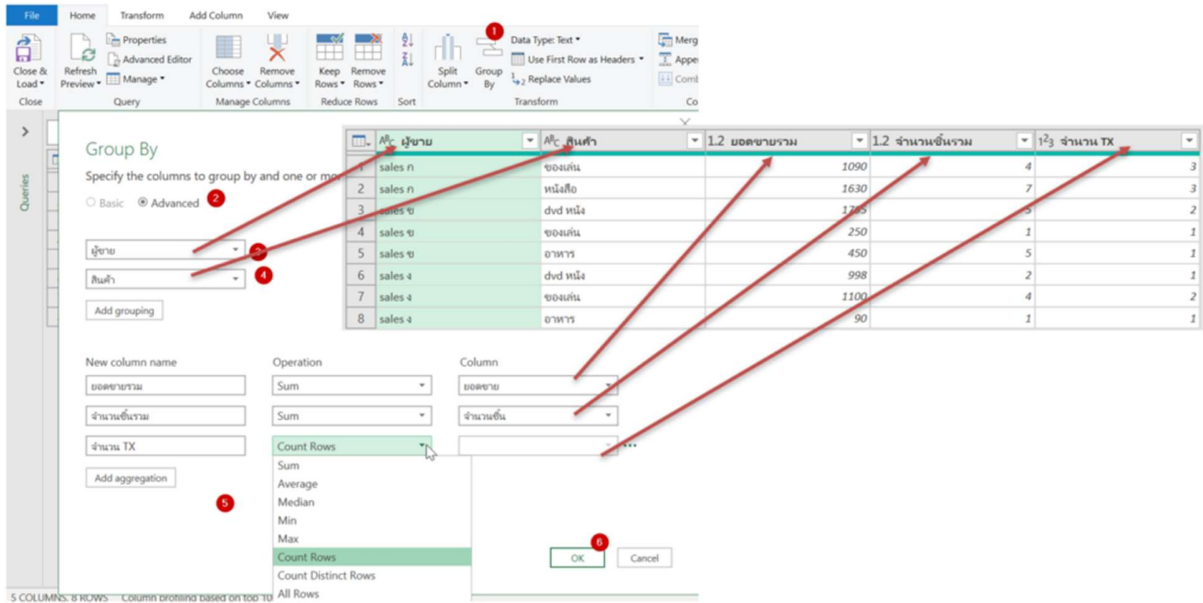 File Home Transform Add Column View
Close & Load
Refresh Preview
Properties
Advanced Editor
Manage
Choose Columns
Remove Columns
Keep Rows
Remove Rows
Split Column
Group By
1
Data Type: Text
Use First Row as Headers
Replace Values
Merg
Appe
Comb
Close Query Manage Columns Reduce Rows Sort Transform Co
Queries
Group By
Specify the columns to group by and one or mo
Basic Advanced 2
ผู้ขาย 3
สินค้า 4
Add grouping
ABC ผู้ขาย ABC สินค้า 1.2 ยอดขายรวม 1.2 จำนวนชิ้นรวม 123 จำนวน TX
1 sales ก ของเล่น 1090 4 3
2 sales ก หนังสือ 1630 7 3
3 sales ข dvd หนัง 5 2
4 sales ข ของเล่น 250 1 1
5 sales ข อาหาร 450 5 1
6 sales ง dvd หนัง 998 2 1
7 sales ง ของเล่น 1100 4 2
8 sales ง อาหาร 90 1 1
New column name Operation Column
ยอดขายรวม Sum ยอดขาย
จำนวนชิ้นรวม Sum จำนวนชิ้น
จำนวน TX Count Rows
Add aggregation
5
Sum
Average
Median
Min
Max
Count Rows
Count Distinct Rows
All Rows
6
OK Cancel
5 COLUMNS, 8 ROWS Column profiling based on top 10